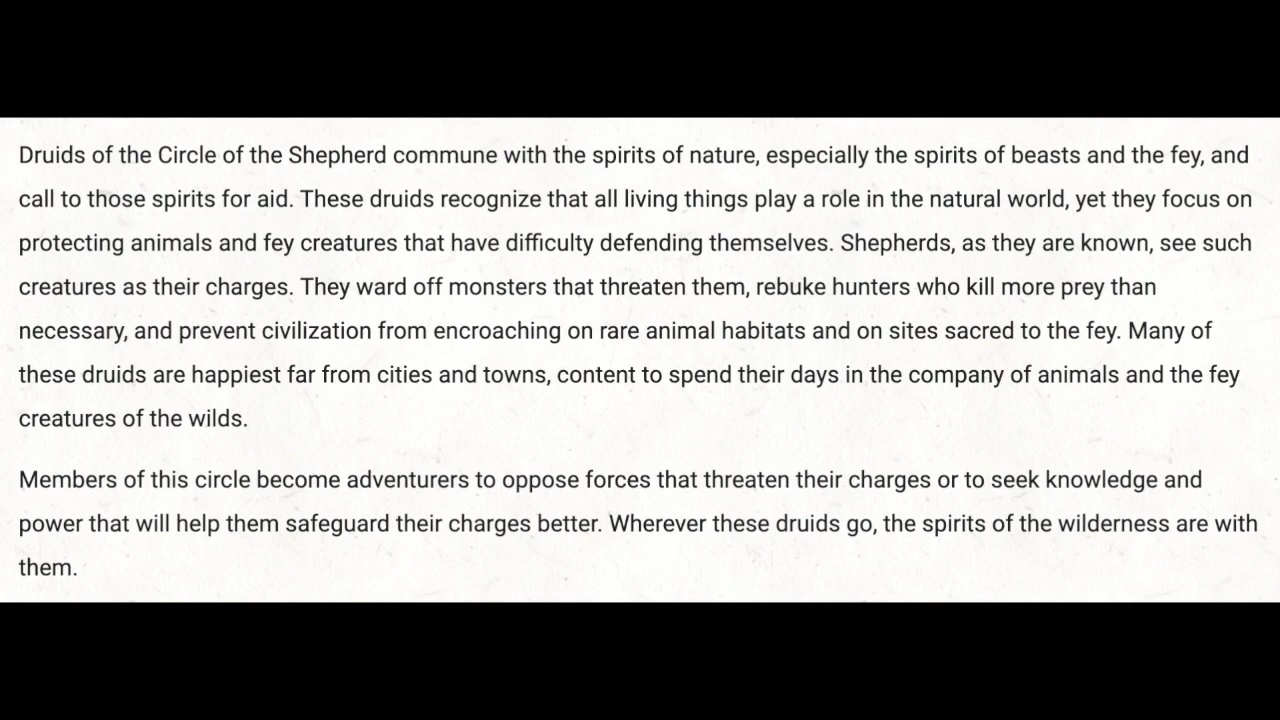 Druids of the Circle of the Shepherd commune with the spirits of nature, especially the spirits of beasts and the fey, and
call to those spirits for aid. These druids recognize that all living things play a role in the natural world, yet they focus on
protecting animals and fey creatures that have difficulty defending themselves. Shepherds, as they are known, see such
creatures as their charges. They ward off monsters that threaten them, rebuke hunters who kill more prey than
necessary, and prevent civilization from encroaching on rare animal habitats and on sites sacred to the fey. Many of
these druids are happiest far from cities and towns, content to spend their days in the company of animals and the fey
creatures of the wilds.
Members of this circle become adventurers to oppose forces that threaten their charges or to seek knowledge and
power that will help them safeguard their charges better. Wherever these druids go, the spirits of the wilderness are with
them.